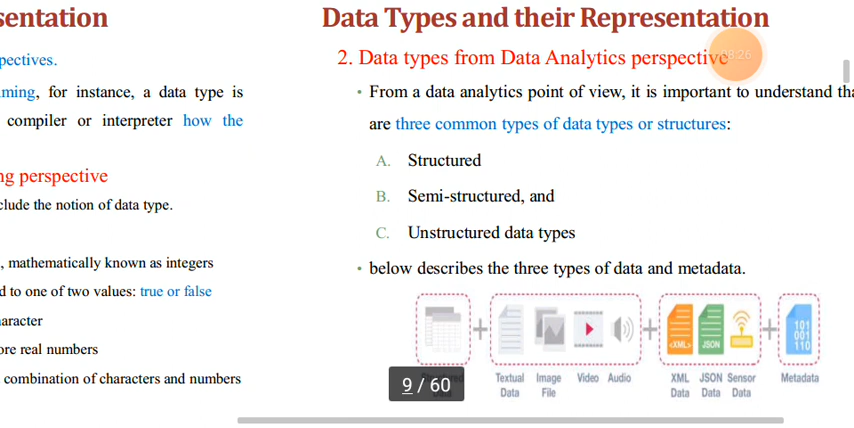 sentation
pectives.
ming, for instance, a data type is
compiler or interpreter how the
ng perspective
clude the notion of data type.
, mathematically known as integers
d to one of two values: true or false
aracter
ore real numbers
combination of characters and numbers
Data Types and their Representation
2. Data types from Data Analytics perspective
08:26
• From a data analytics point of view, it is important to understand tha
are three common types of data types or structures:
A. Structured
B. Semi-structured, and
C. Unstructured data types
• below describes the three types of data and metadata.
+ + + +
<XML> JSON
101
001
110
9 / 60
Textual Image Video Audio XML JSON Sensor Metadata
Data File Data Data Data